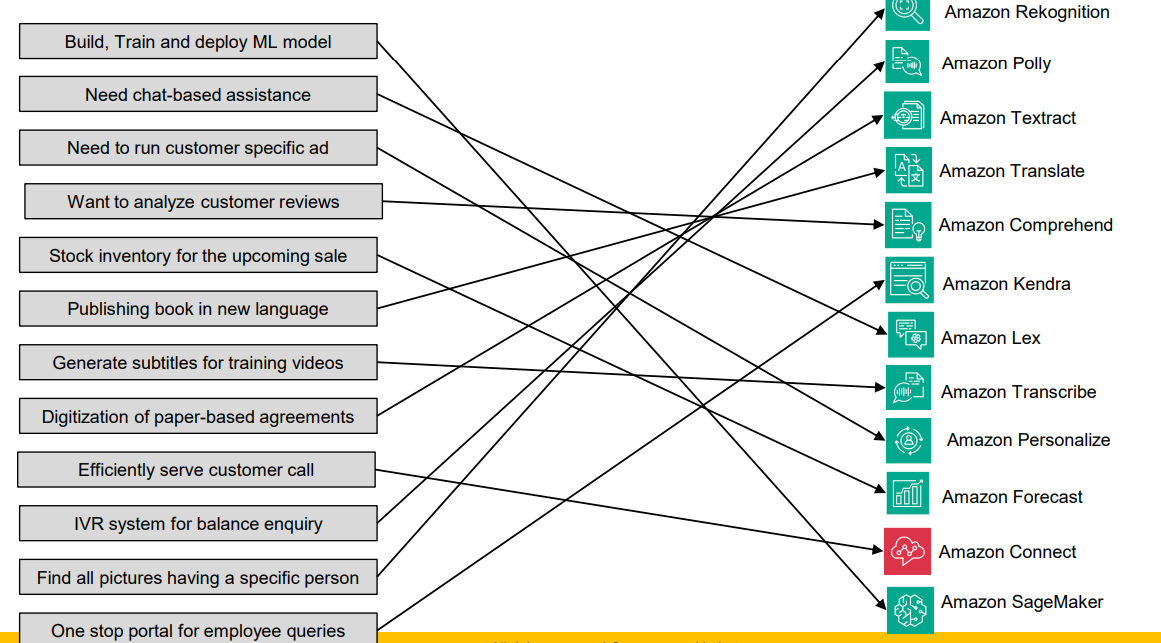 Build, Train and deploy ML model
Need chat-based assistance
Need to run customer specific ad
Want to analyze customer reviews
Stock inventory for the upcoming sale
Publishing book in new language
Generate subtitles for training videos
Digitization of paper-based agreements
Efficiently serve customer call
IVR system for balance enquiry
Find all pictures having a specific person
One stop portal for employee queries
Amazon Rekognition
Amazon Polly
Amazon Textract
Amazon Translate
Amazon Comprehend
Amazon Kendra
Amazon Lex
Amazon Transcribe
Amazon Personalize
Amazon Forecast
Amazon Connect
Amazon SageMaker